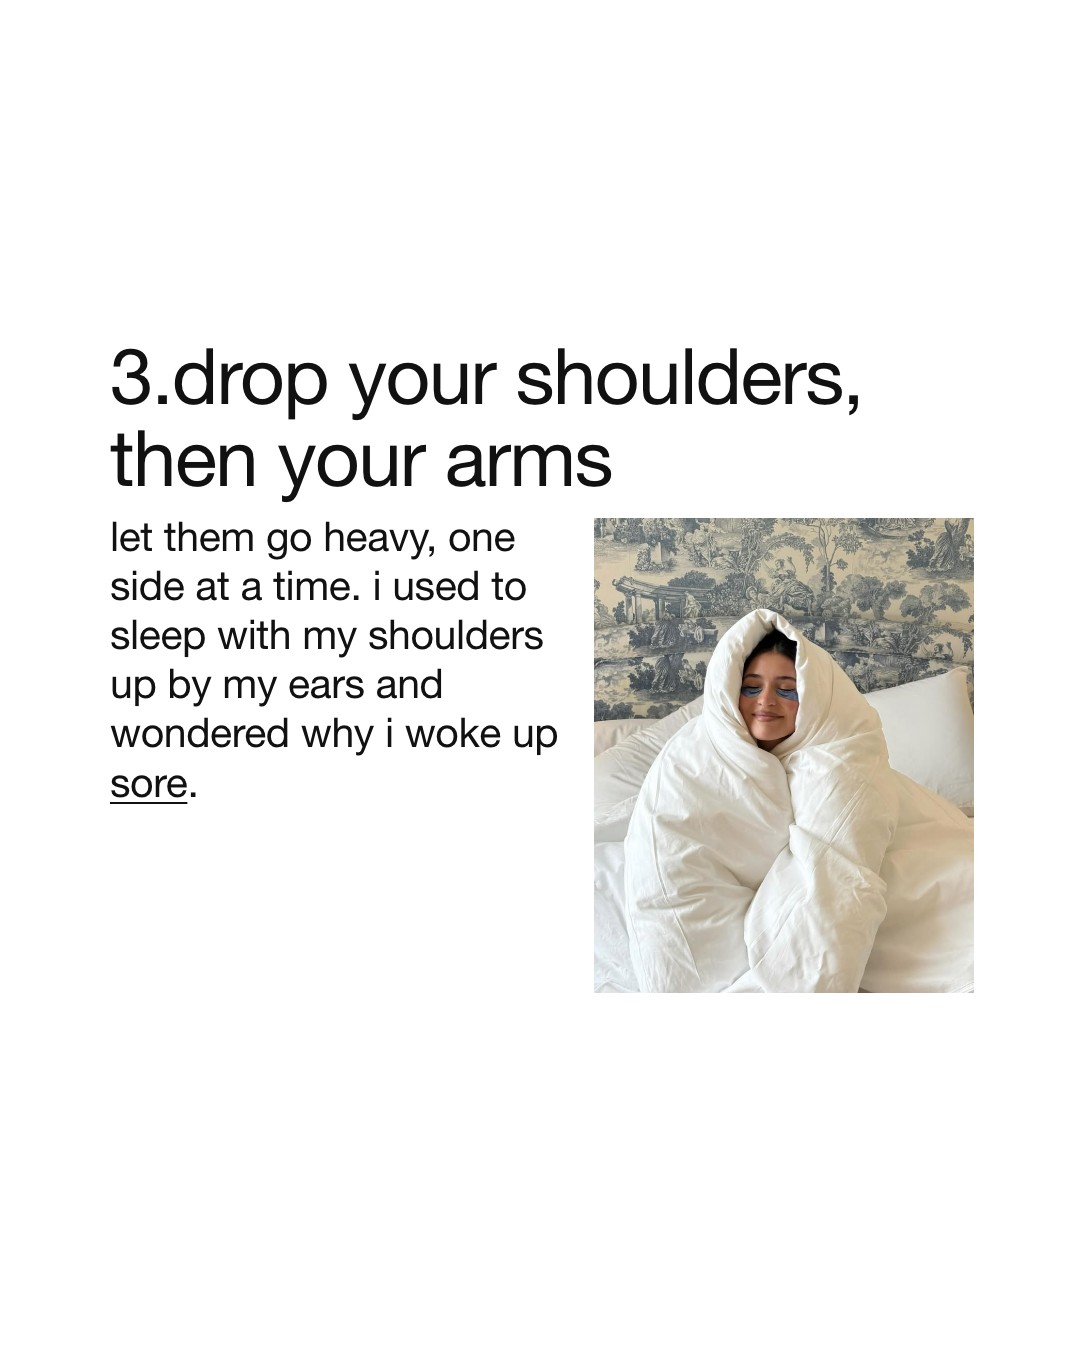 3.drop your shoulders,
then your arms
let them go heavy, one
side at a time. i used to
sleep with my shoulders
up by my ears and
wondered why i woke up
sore.